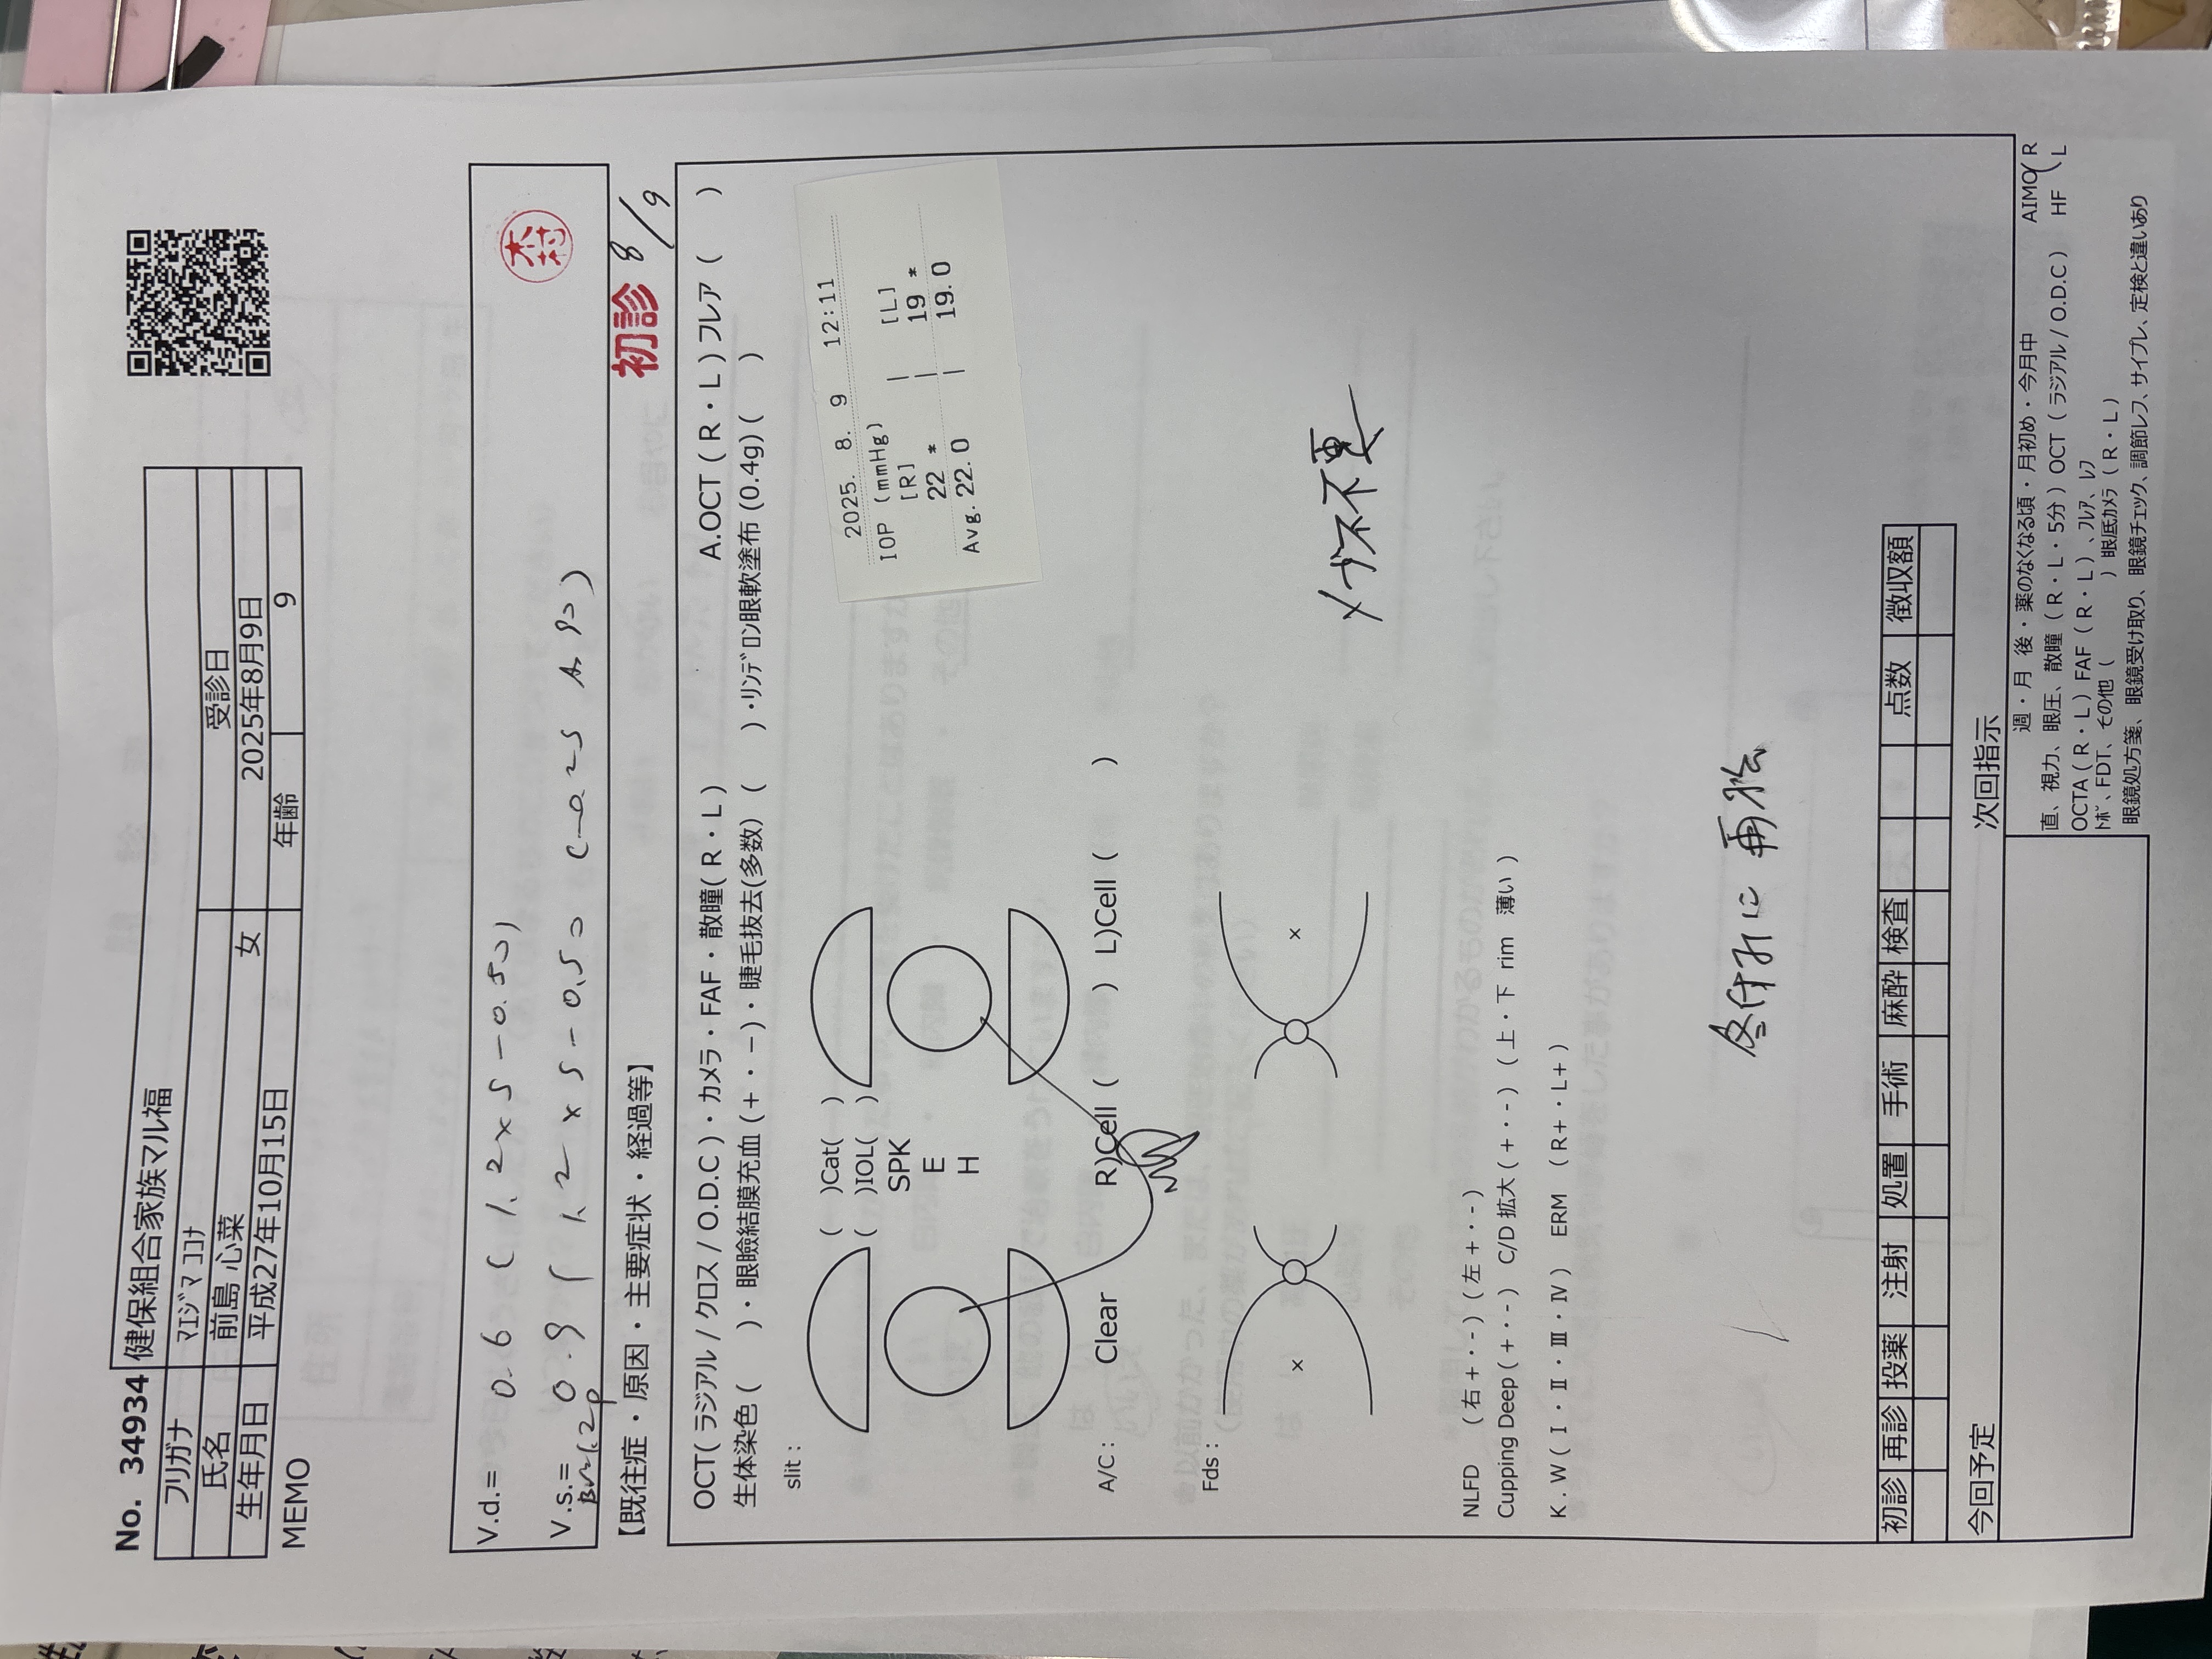 No. 34934 健保組合家族マル福
フリガナ ﾏｴｼﾞﾏ ｺｺﾅ
氏名 前島 心菜 女 受診日
生年月日 平成27年10月15日 2025年8月9日
年齢 9
MEMO
V.d.= 0.6 ( 1.2 × S - 0.50)
木村
V.s.= 0.9 ( 1.2 × S - 0.50 (-0.25 A 90)
1.2p
【既往症・原因・主要症状・経過等】 初診 8/9
OCT( ラジアル / クロス / O.D.C )・カメラ・FAF・散瞳( R・L ) A.OCT ( R・L ) フレア ( )
生体染色 ( )・眼瞼結膜充血 (+・−)・睫毛抜去(多数) ( )・ﾘﾝﾃﾞﾛﾝ眼軟塗布 (0.4g) ( )
slit :
( )Cat( )
( )IOL( )
SPK
E
H
2025. 8. 9 12:11
IOP (mmHg)
[R] | [L]
22 * | 19 *
Avg. 22.0 | 19.0
A/C : Clear R)Cell ( ) L)Cell ( )
Fds :
× ×
メガネ不要
NLFD ( 右 +・- ) ( 左 +・- )
Cupping Deep ( +・- ) C/D 拡大 ( +・- ) ( 上・下 rim 薄い )
K . W ( Ⅰ・Ⅱ・Ⅲ・Ⅳ ) ERM ( R+・L+ )
冬休みに 再検
初診 再診 投薬 注射 処置 手術 麻酔 検査 点数 徴収額
今回予定 次回指示
週・月 後・薬のなくなる頃・月初め・今月中 AIMO R
直、視力、眼圧、散瞳 ( R・L・5分 ) OCT ( ラジアル / O.D.C ) HF L
OCTA ( R・L ) FAF ( R・L ) 、ﾌﾚｱ、ﾚﾌ
ﾄﾎﾟ、FDT、その他 ( ) 眼底ｶﾒﾗ ( R・L )
眼鏡処方箋、眼鏡受け取り、眼鏡チェック、調節レフ、サイプレ、定検と違いあり